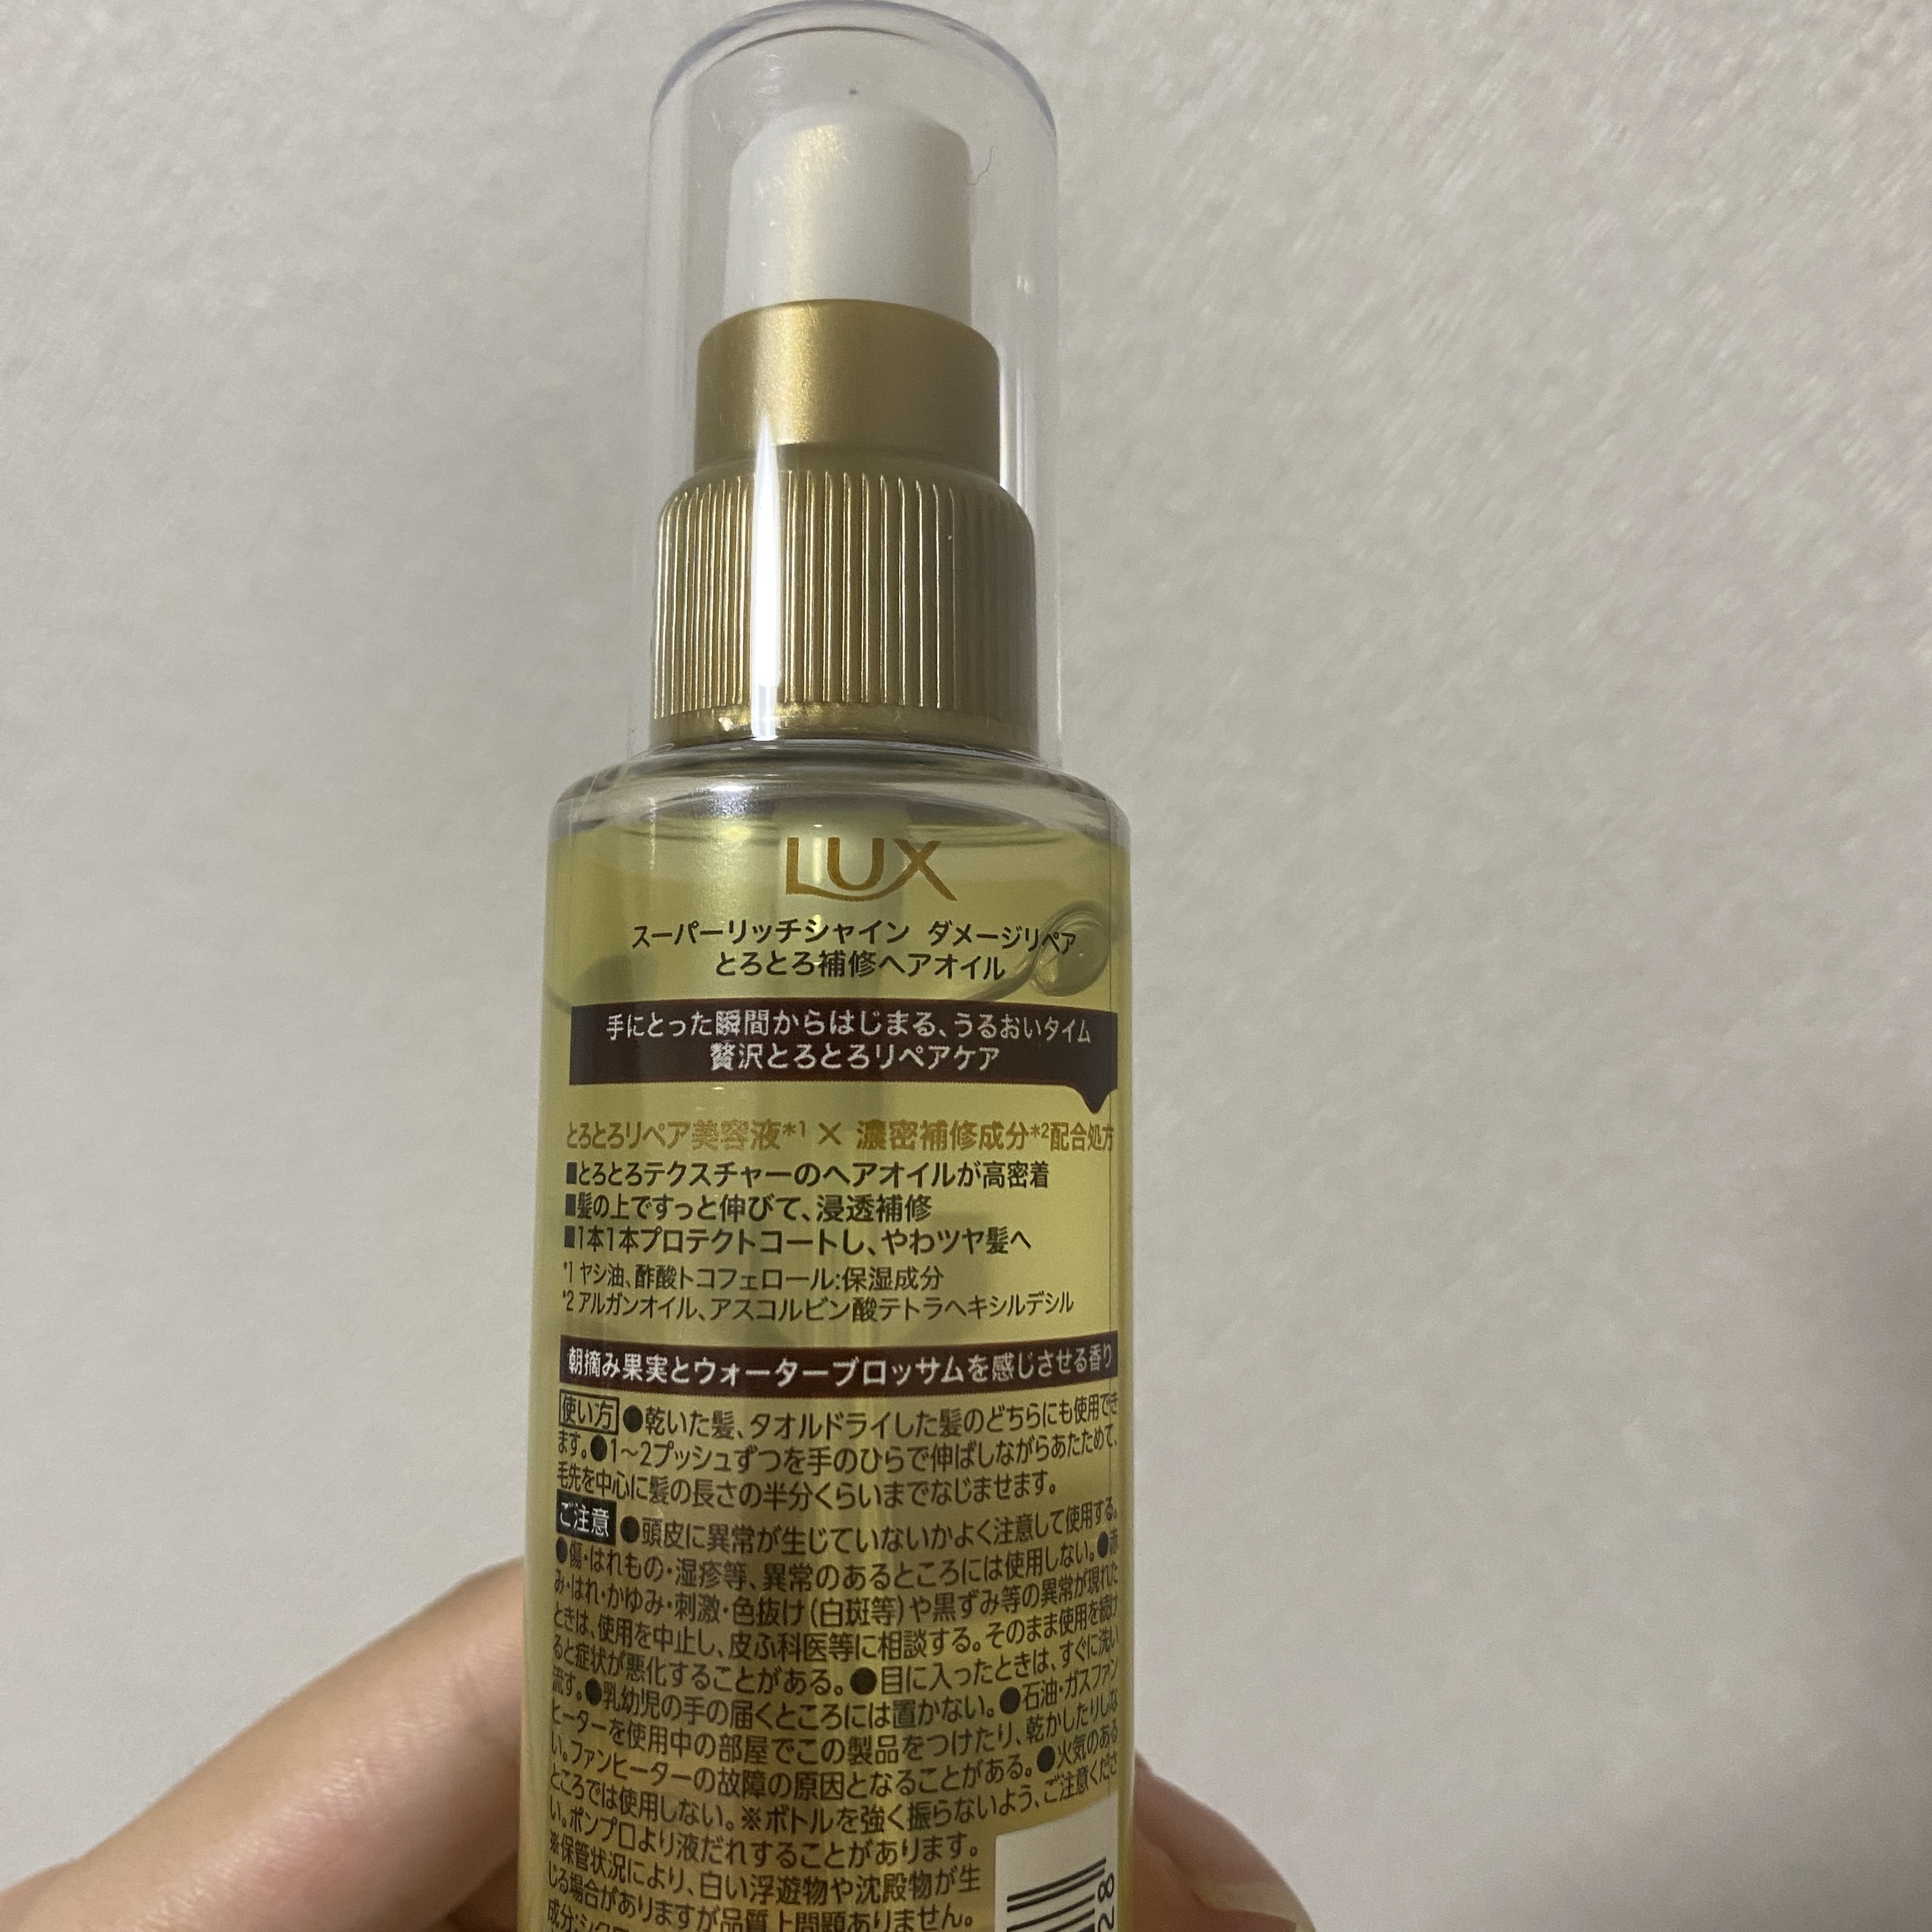 LUX
スーパーリッチシャイン ダメージリペア
とろとろ補修ヘアオイル
手にとった瞬間からはじまる、うるおいタイム
贅沢とろとろリペアケア
とろとろリペア美容液*1 × 濃密補修成分*2配合処方
■とろとろテクスチャーのヘアオイルが高密着
■髪の上ですっと伸びて、浸透補修
■1本1本プロテクトコートし、やわツヤ髪へ
*1 ヤシ油、酢酸トコフェロール:保湿成分
*2 アルガンオイル、アスコルビン酸テトラヘキシルデシル
朝摘み果実とウォーターブロッサムを感じさせる香り
使い方 ●乾いた髪、タオルドライした髪のどちらにも使用でき
ます。●1～2プッシュずつを手のひらで伸ばしながらあたためて、
毛先を中心に髪の長さの半分くらいまでなじませます。
ご注意 ●頭皮に異常が生じていないかよく注意して使用する。
●傷・はれもの・湿疹等、異常のあるところには使用しない。●赤
み・はれ・かゆみ・刺激・色抜け(白斑等)や黒ずみ等の異常が現れた
ときは、使用を中止し、皮ふ科医等に相談する。そのまま使用を続け
ると症状が悪化することがある。●目に入ったときは、すぐに洗い
流す。●乳幼児の手の届くところには置かない。●石油・ガスファン
ヒーターを使用中の部屋でこの製品をつけたり、乾かしたりしな
い。ファンヒーターの故障の原因となることがある。●火気のある
ところでは使用しない。※ボトルを強く振らないよう、ご注意くださ
い。ポンプ口より液だれすることがあります。
※保管状況により、白い浮遊物や沈殿物が生
じる場合がありますが品質上問題ありません。
成分:シクロ
28